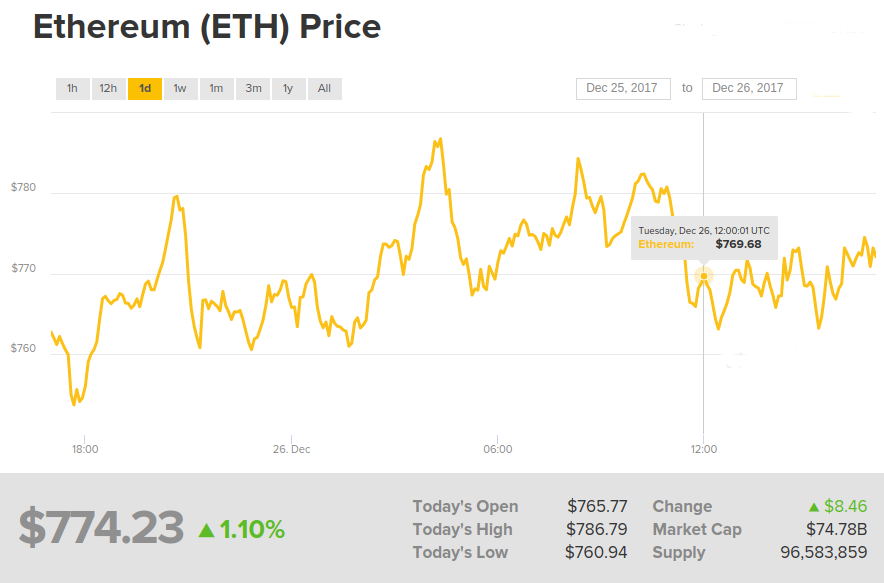 Ethereum (ETH) Price
1h 12h 1d 1w 1m 3m 1y All Dec 25, 2017 to Dec 26, 2017
$780
Tuesday, Dec 26, 12:00:01 UTC
Ethereum: $769.68
$770
$760
18:00 26. Dec 06:00 12:00
$774.23 ▲ 1.10%
Today's Open $765.77 Change ▲ $8.46
Today's High $786.79 Market Cap $74.78B
Today's Low $760.94 Supply 96,583,859